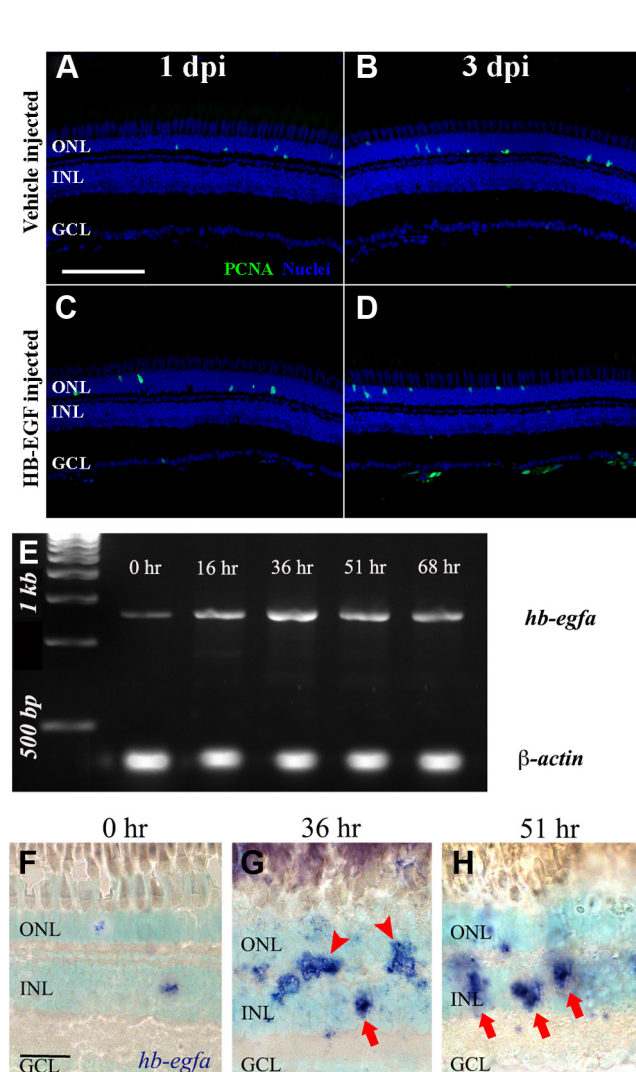 A 1 dpi
B 3 dpi
Vehicle injected
ONL
INL
GCL
PCNA Nuclei
C
D
HB-EGF injected
ONL
INL
GCL
E
0 hr 16 hr 36 hr 51 hr 68 hr
1 kb
500 bp
hb-egfa
β-actin
0 hr 36 hr 51 hr
F
ONL
INL
GCL
hb-egfa
G
ONL
INL
GCL
H
ONL
INL
GCL